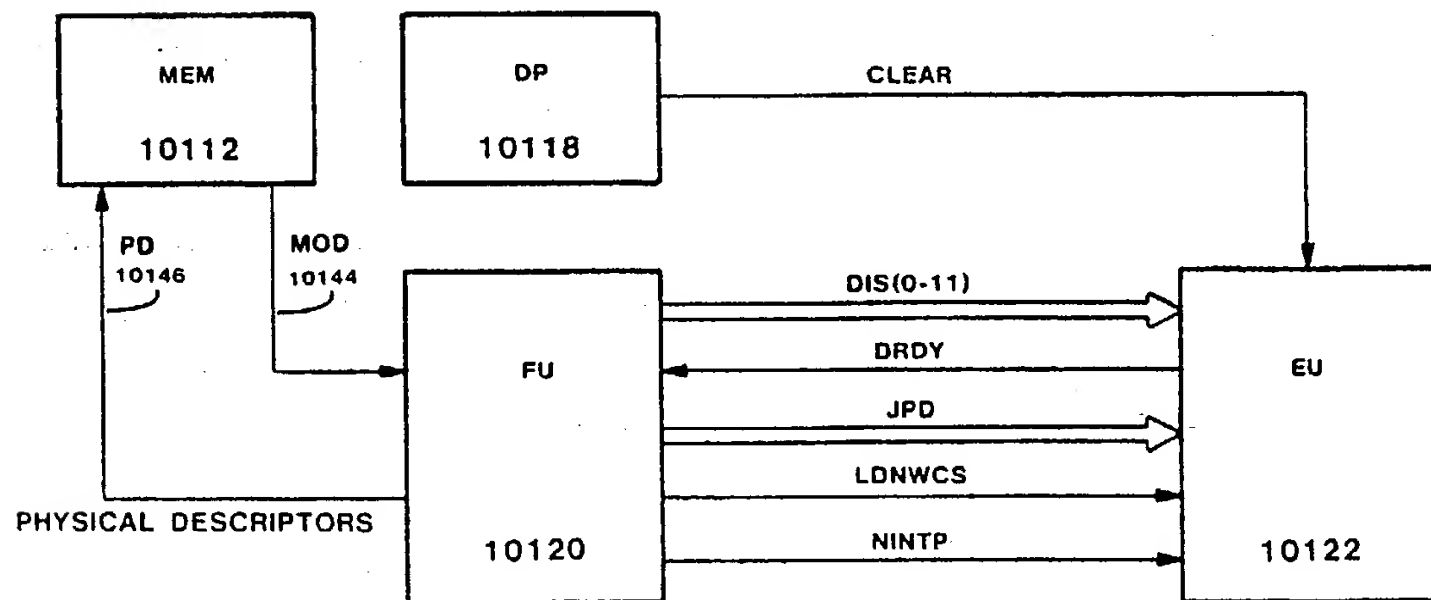 MEM
10112
DP
10118
CLEAR
PD
10146
MOD
10144
PHYSICAL DESCRIPTORS
FU
10120
DIS(0-11)
DRDY
JPD
LDNWCS
NINTP
EU
10122